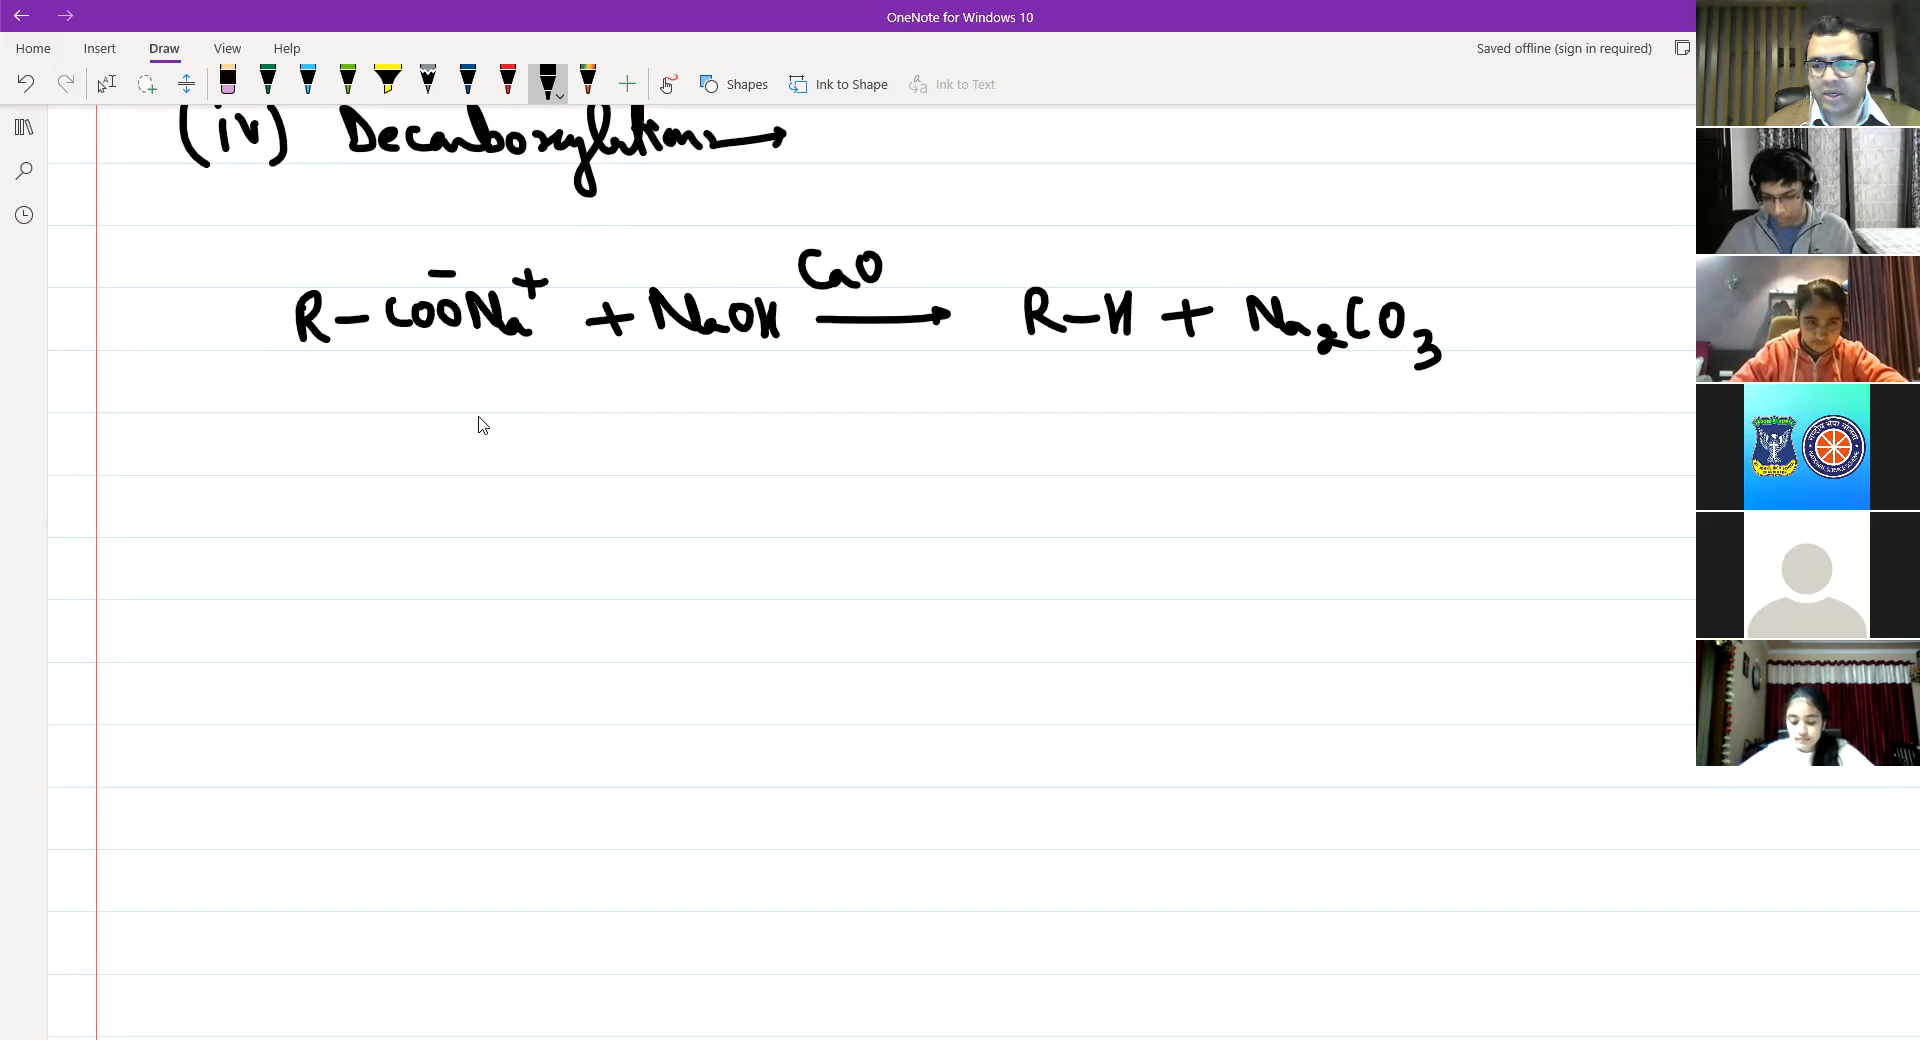 OneNote for Windows 10
Home Insert Draw View Help
Saved offline (sign in required)
Shapes Ink to Shape Ink to Text
(iv) Decarboxylation →
R-COO⁻Na⁺ + NaOH —CaO→ R-H + Na₂CO₃